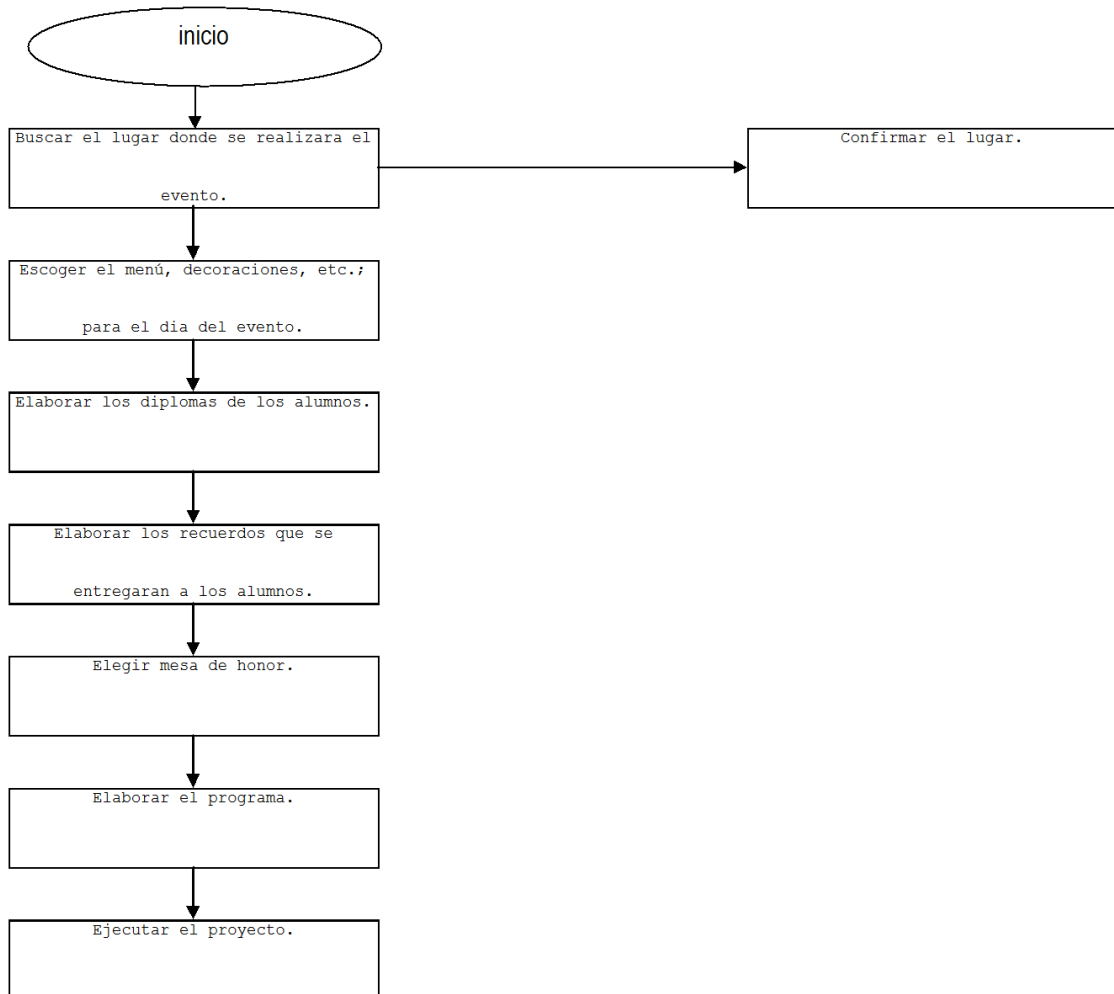 inicio
Buscar el lugar donde se realizara el
evento.
Confirmar el lugar.
Escoger el menú, decoraciones, etc.;
para el dia del evento.
Elaborar los diplomas de los alumnos.
Elaborar los recuerdos que se
entregaran a los alumnos.
Elegir mesa de honor.
Elaborar el programa.
Ejecutar el proyecto.